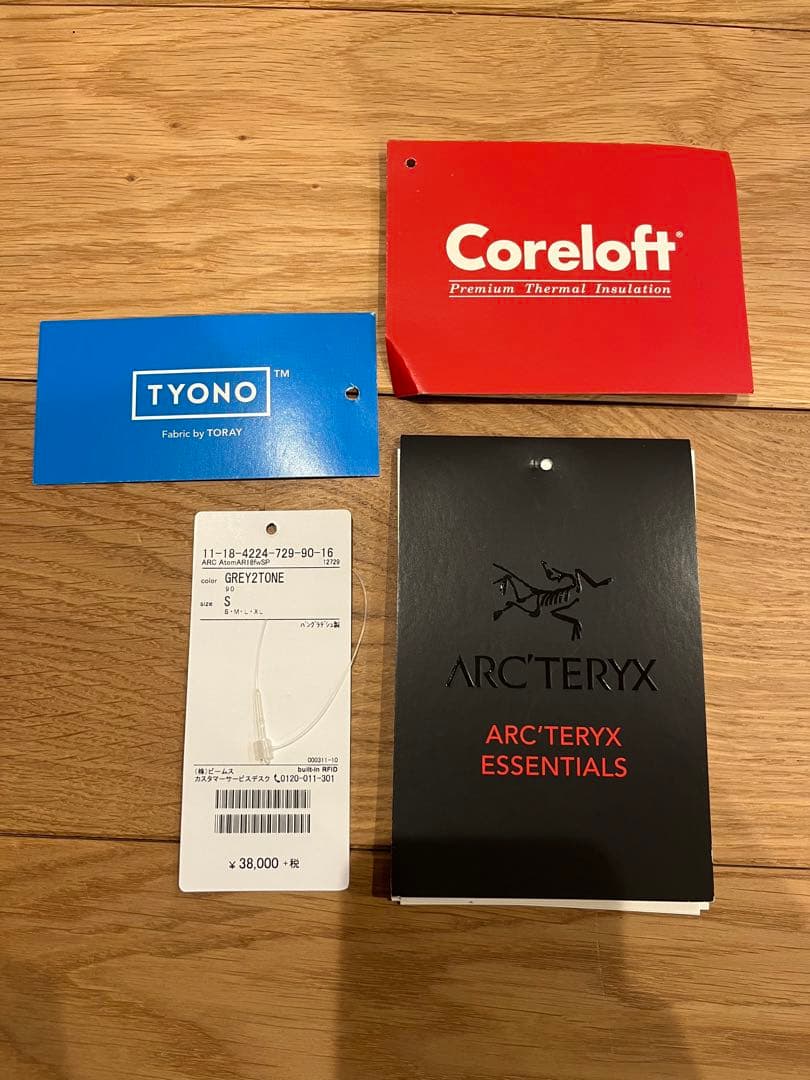 Coreloft®
Premium Thermal Insulation
TYONO™
Fabric by TORAY
11-18-4224-729-90-16
ARC AtomAR18fwSP 12729
color GREY2TONE
90
size S
S・M・L・XL
バングラデシュ製
000311-10
(株)ビームス built-in RFID
カスタマーサービスデスク 0120-011-301
¥38,000+税
ARC'TERYX
ARC'TERYX
ESSENTIALS